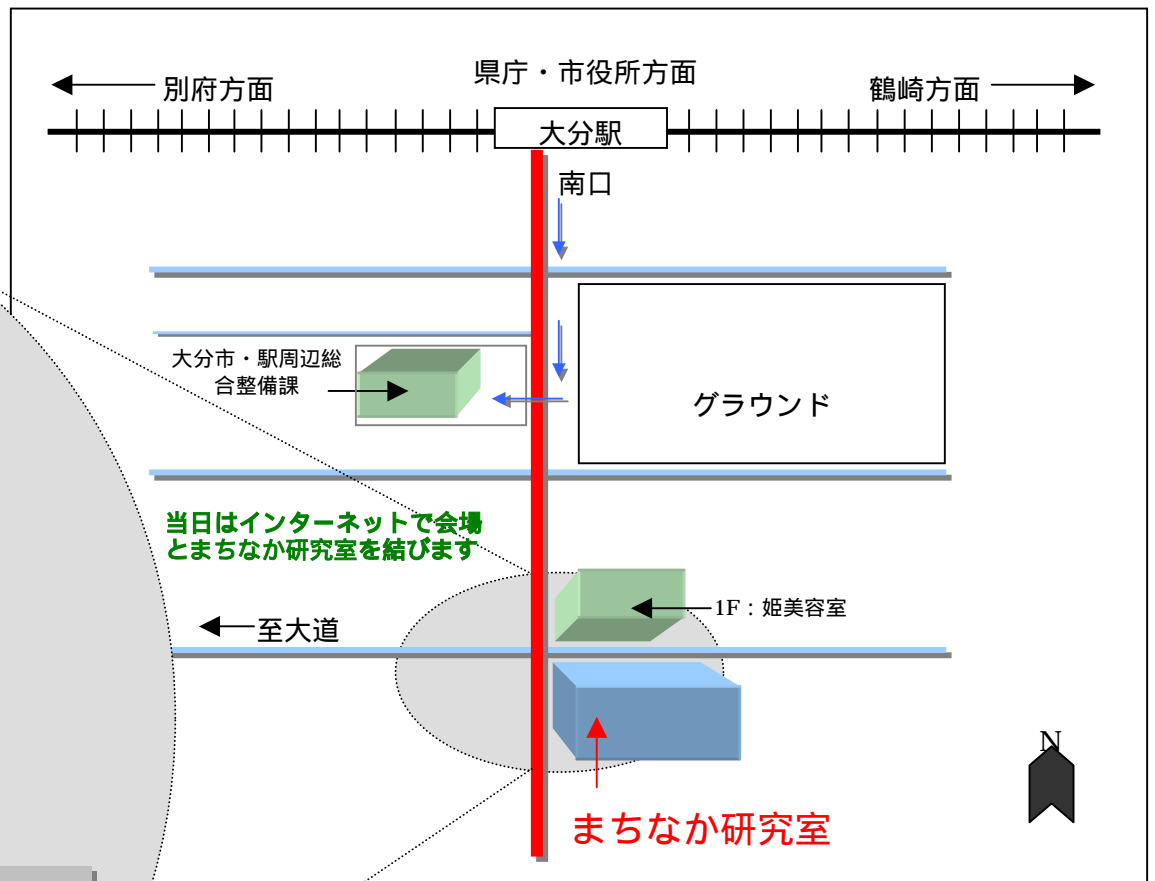 県庁・市役所方面
別府方面
鶴崎方面
大分駅
南口
大分市・駅周辺総
合整備課
グラウンド
当日はインターネットで会場
とまちなか研究室を結びます
1F：姫美容室
至大道
N
まちなか研究室